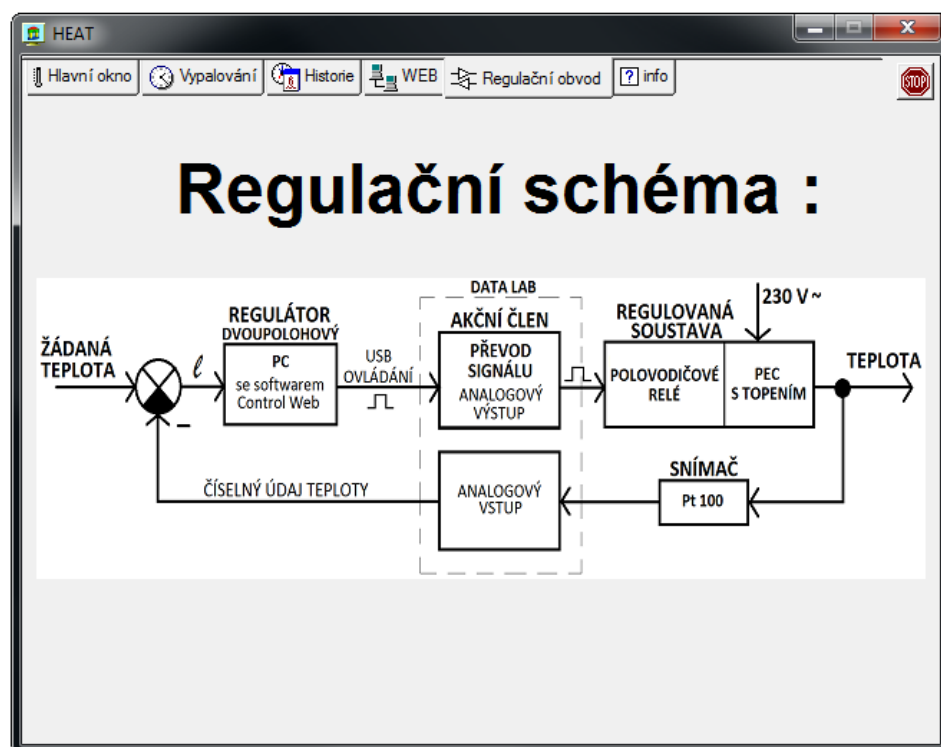 HEAT
Hlavní okno
Vypalování
Historie
WEB
Regulační obvod
? info
STOP
Regulační schéma :
DATA LAB
230 V ~
REGULÁTOR
DVOUPOLOHOVÝ
AKČNÍ ČLEN
REGULOVANÁ
SOUSTAVA
ŽÁDANÁ
TEPLOTA
ℓ
PC
se softwarem
Control Web
USB
OVLÁDÁNÍ
PŘEVOD
SIGNÁLU
ANALOGOVÝ
VÝSTUP
POLOVODIČOVÉ
RELÉ
PEC
S TOPENÍM
TEPLOTA
–
ČÍSELNÝ ÚDAJ TEPLOTY
ANALOGOVÝ
VSTUP
SNÍMAČ
Pt 100